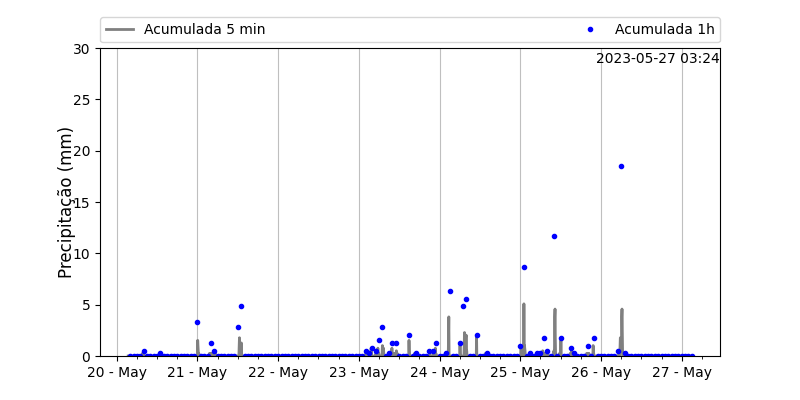 Acumulada 5 min
Acumulada 1h
2023-05-27 03:24
Precipitação (mm)
30
25
20
15
10
5
0
20 - May
21 - May
22 - May
23 - May
24 - May
25 - May
26 - May
27 - May